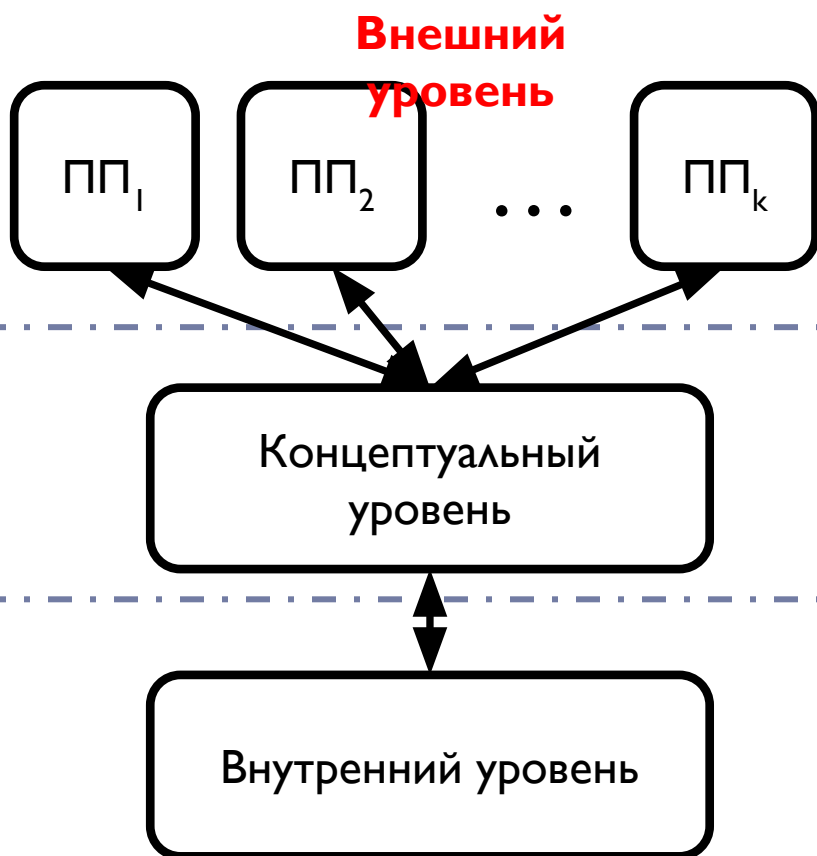 Внешний
уровень
ПП₁ ПП₂ ... ППₖ
Концептуальный
уровень
Внутренний уровень